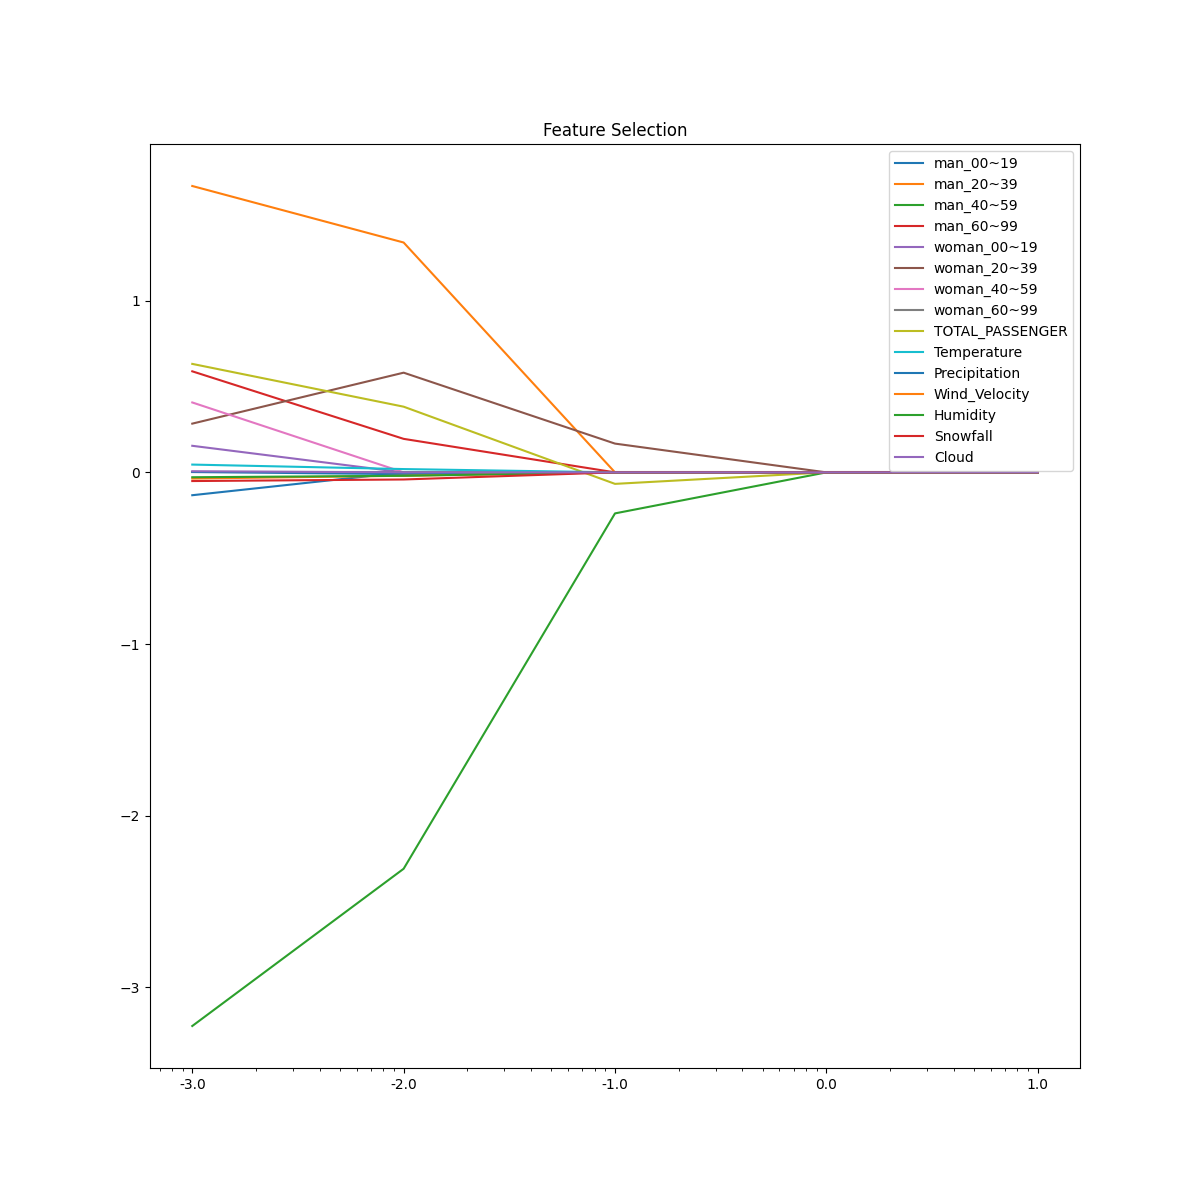 Feature Selection
man_00~19
man_20~39
man_40~59
man_60~99
woman_00~19
woman_20~39
woman_40~59
woman_60~99
TOTAL_PASSENGER
Temperature
Precipitation
Wind_Velocity
Humidity
Snowfall
Cloud
1
0
−1
−2
−3
-3.0 -2.0 -1.0 0.0 1.0